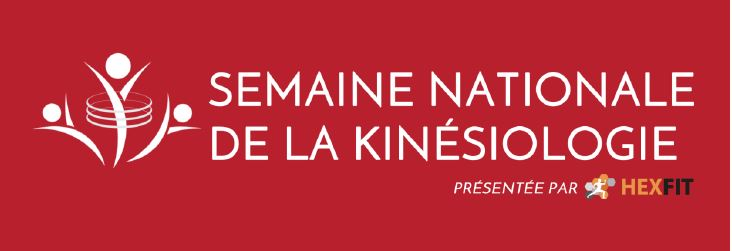 SEMAINE NATIONALE
DE LA KINÉSIOLOGIE
PRÉSENTÉE PAR HEXFIT